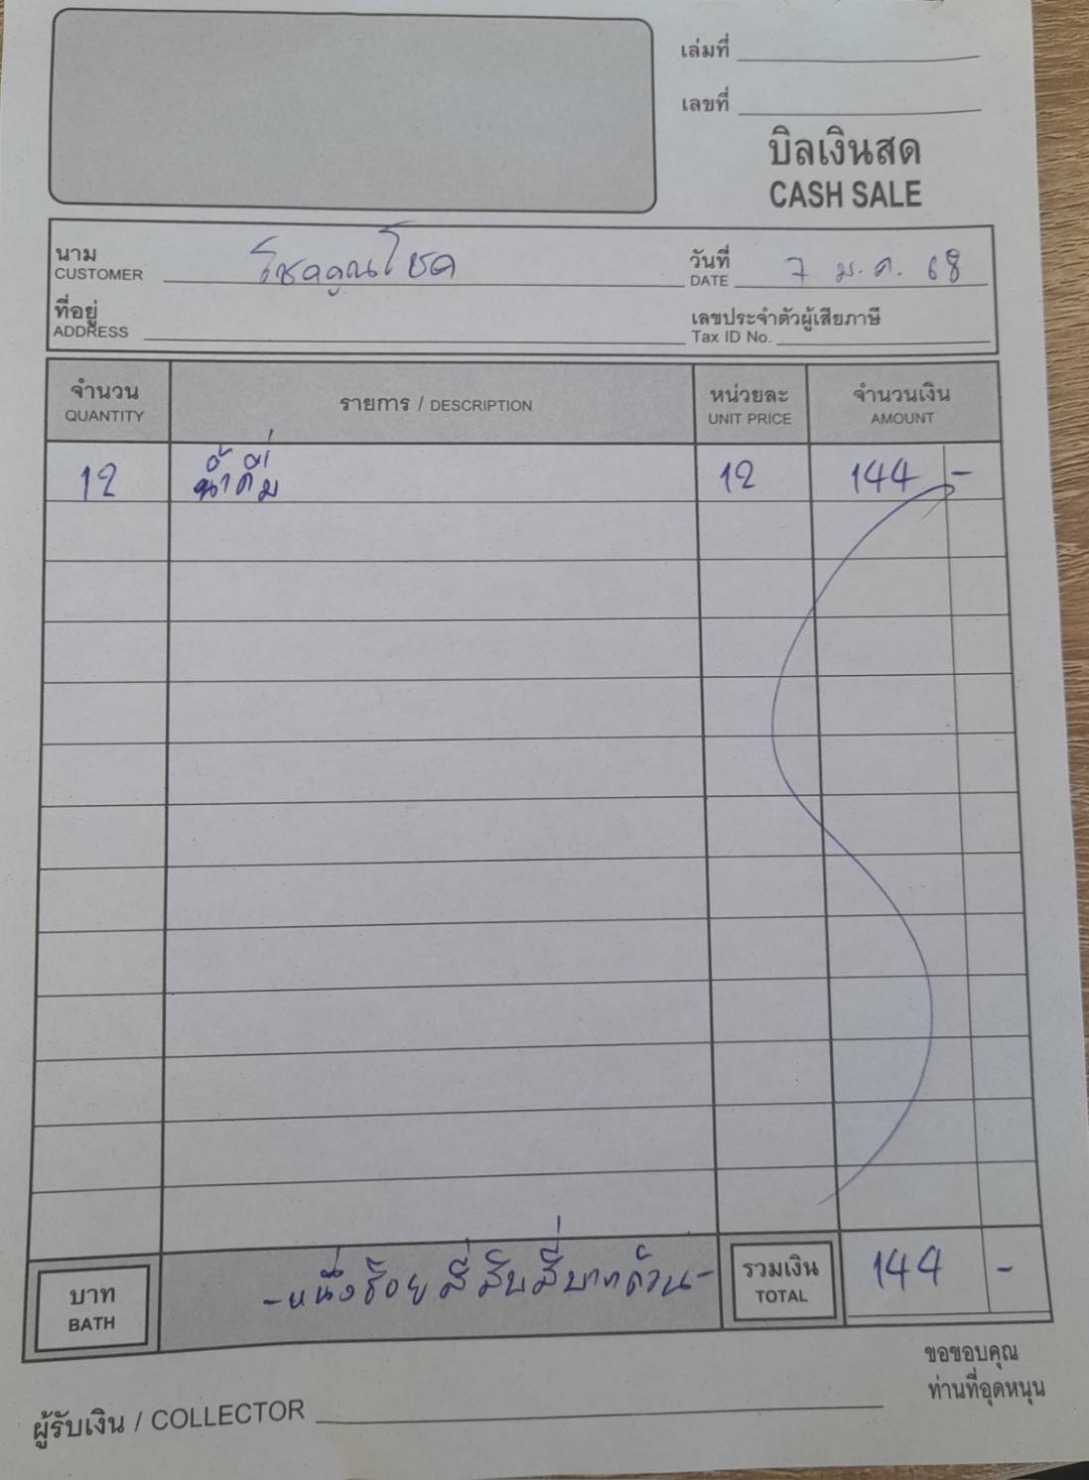 เล่มที่
เลขที่
บิลเงินสด
CASH SALE
นาม โชคคูณโชค วันที่ 7 ม.ค. 68
CUSTOMER DATE
ที่อยู่ เลขประจำตัวผู้เสียภาษี
ADDRESS Tax ID No.
จำนวน รายการ / DESCRIPTION หน่วยละ จำนวนเงิน
QUANTITY UNIT PRICE AMOUNT
12 น้ำดื่ม 12 144 -
บาท -หนึ่งร้อยสี่สิบสี่บาทถ้วน- รวมเงิน 144 -
BATH TOTAL
ขอขอบคุณ
ท่านที่อุดหนุน
ผู้รับเงิน / COLLECTOR